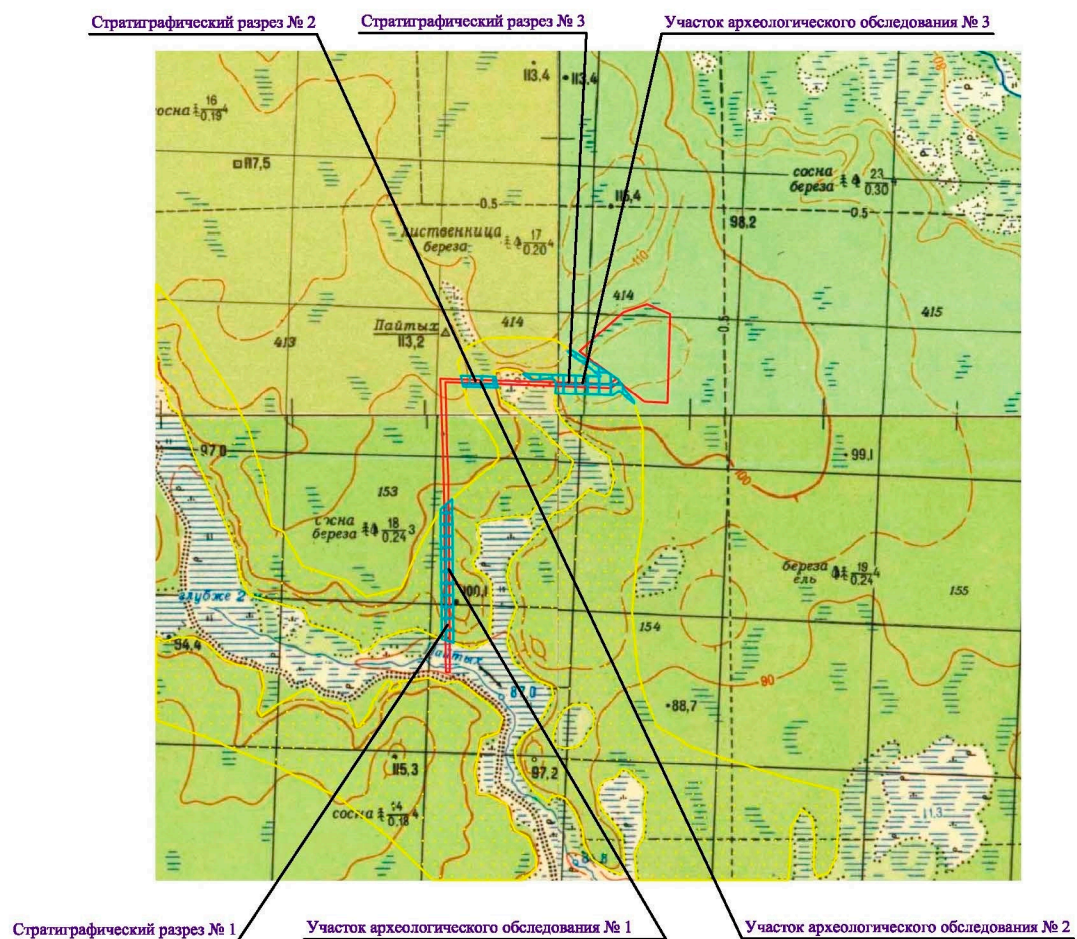 Стратиграфический разрез № 2
Стратиграфический разрез № 3
Участок археологического обследования № 3
113,4
113,4
80
16
0.19
4
117,5
сосна
береза
23
0.30
116,4
0.5
0.5
98.2
лиственница
береза
17
0.20
4
110
414
414
415
413
Пайтых
113,2
0.5
97.0
99,1
100
153
сосна
береза
18
0.24
3
береза
ель
19
0.24
4
155
глубже 2
100,1
154
94,4
90
87,0
88,7
115,3
97,2
сосна
14
0.18
4
Стратиграфический разрез № 1
Участок археологического обследования № 1
Участок археологического обследования № 2